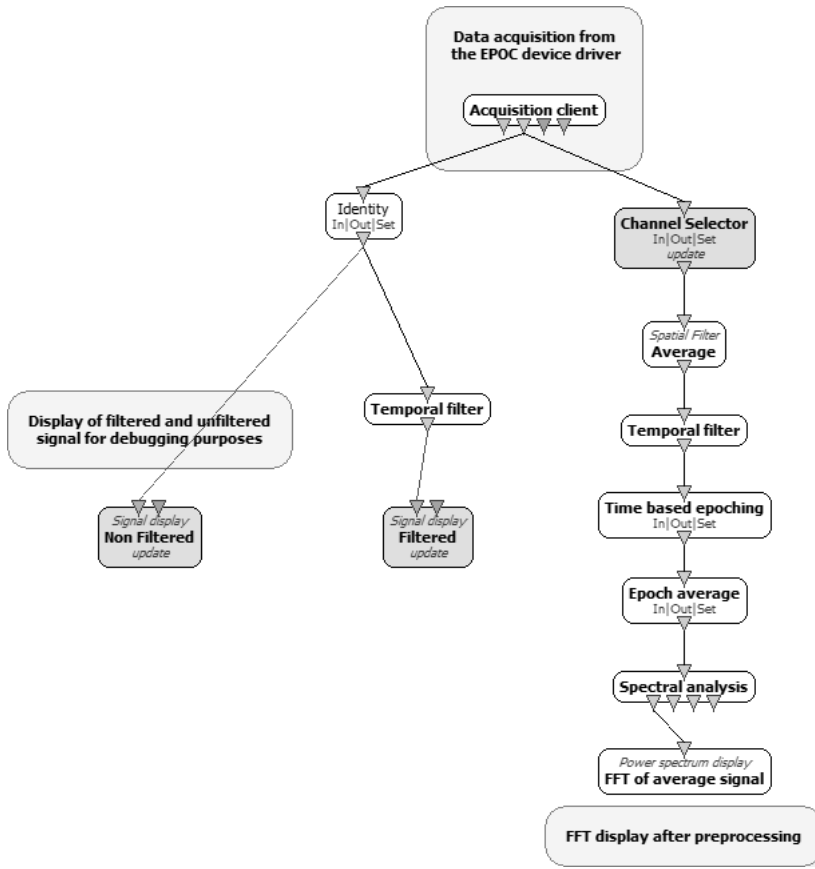 Data acquisition from
the EPOC device driver
Acquisition client
Identity
In|Out|Set
Channel Selector
In|Out|Set
update
Spatial Filter
Average
Display of filtered and unfiltered
signal for debugging purposes
Temporal filter
Temporal filter
Signal display
Non Filtered
update
Signal display
Filtered
update
Time based epoching
In|Out|Set
Epoch average
In|Out|Set
Spectral analysis
Power spectrum display
FFT of average signal
FFT display after preprocessing